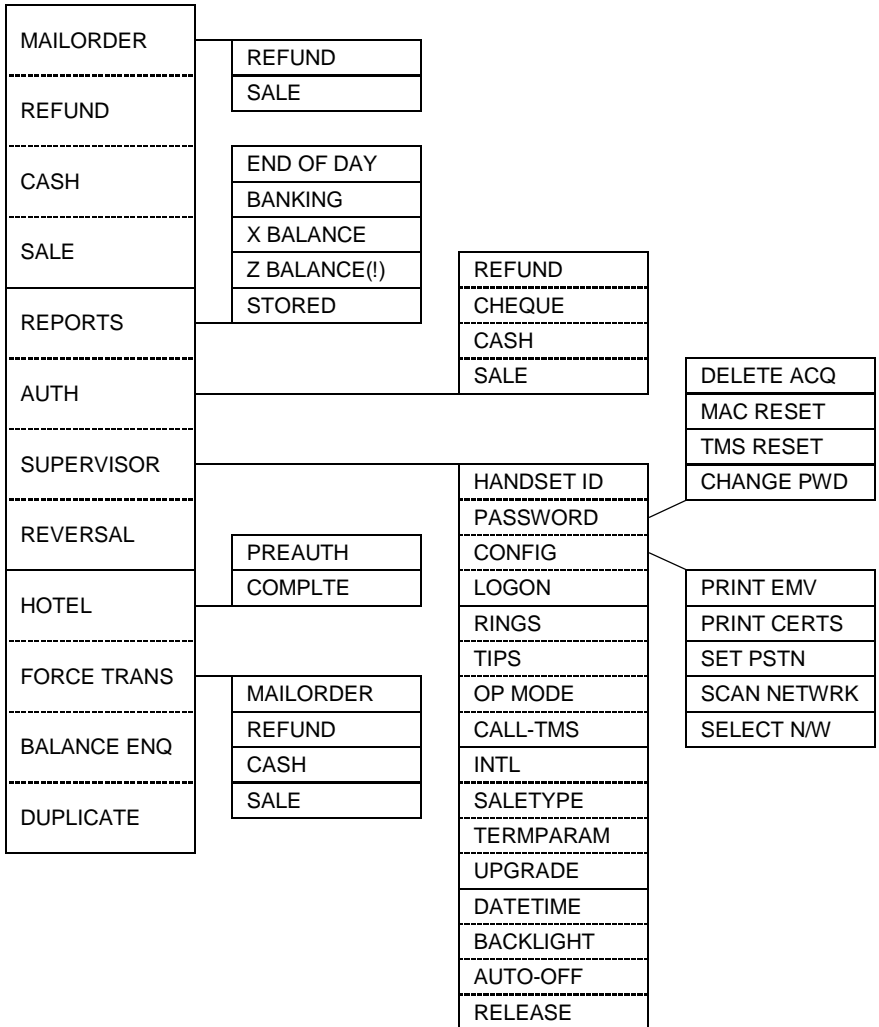 MAILORDER
REFUND
CASH
SALE
REPORTS
AUTH
SUPERVISOR
REVERSAL
HOTEL
FORCE TRANS
BALANCE ENQ
DUPLICATE
REFUND
SALE
END OF DAY
BANKING
X BALANCE
Z BALANCE(!)
STORED
PREAUTH
COMPLTE
MAILORDER
REFUND
CASH
SALE
REFUND
CHEQUE
CASH
SALE
HANDSET ID
PASSWORD
CONFIG
LOGON
RINGS
TIPS
OP MODE
CALL-TMS
INTL
SALETYPE
TERMPARAM
UPGRADE
DATETIME
BACKLIGHT
AUTO-OFF
RELEASE
DELETE ACQ
MAC RESET
TMS RESET
CHANGE PWD
PRINT EMV
PRINT CERTS
SET PSTN
SCAN NETWRK
SELECT N/W